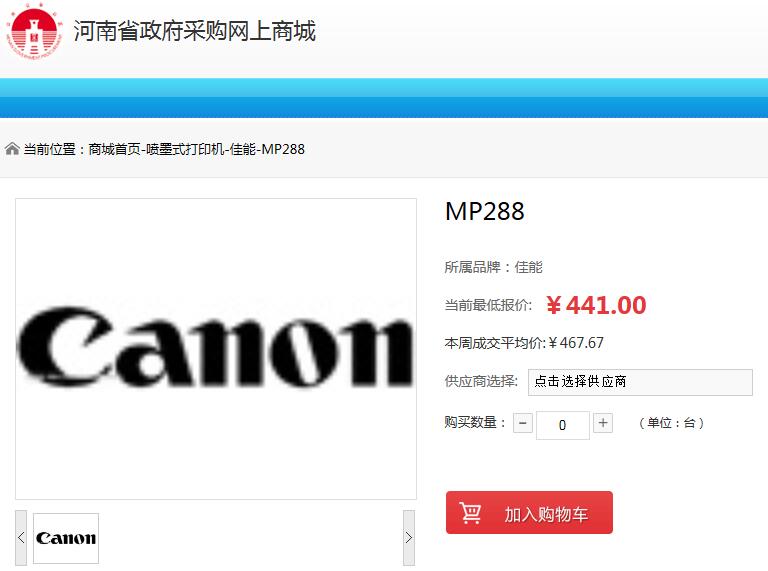 河南省政府采购网上商城
当前位置：商城首页-喷墨式打印机-佳能-MP288
Canon
MP288
所属品牌：佳能
当前最低报价: ￥441.00
本周成交平均价:￥467.67
供应商选择: 点击选择供应商
购买数量： - 0 + （单位：台）
加入购物车
< Canon >